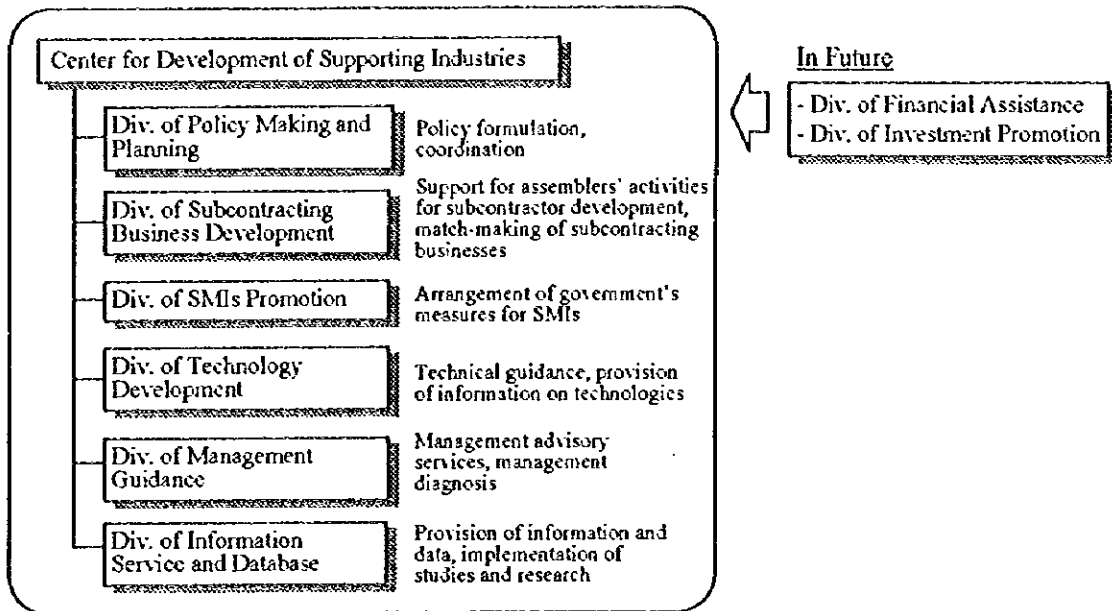 Center for Development of Supporting Industries
Div. of Policy Making and
Planning
Policy formulation,
coordination
Div. of Subcontracting
Business Development
Support for assemblers' activities
for subcontractor development,
match-making of subcontracting
businesses
Div. of SMIs Promotion
Arrangement of government's
measures for SMIs
Div. of Technology
Development
Technical guidance, provision
of information on technologies
Div. of Management
Guidance
Management advisory
services, management
diagnosis
Div. of Information
Service and Database
Provision of information and
data, implementation of
studies and research
In Future
- Div. of Financial Assistance
- Div. of Investment Promotion